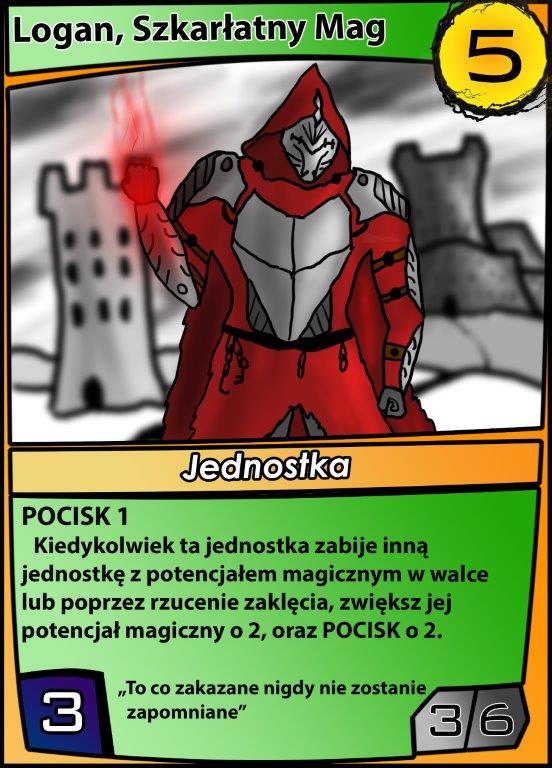 Logan, Szkarłatny Mag
5
Jednostka
POCISK 1
Kiedykolwiek ta jednostka zabije inną
jednostkę z potencjałem magicznym w walce
lub poprzez rzucenie zaklęcia, zwiększ jej
potencjał magiczny o 2, oraz POCISK o 2.
„To co zakazane nigdy nie zostanie
zapomniane”
3
3 6